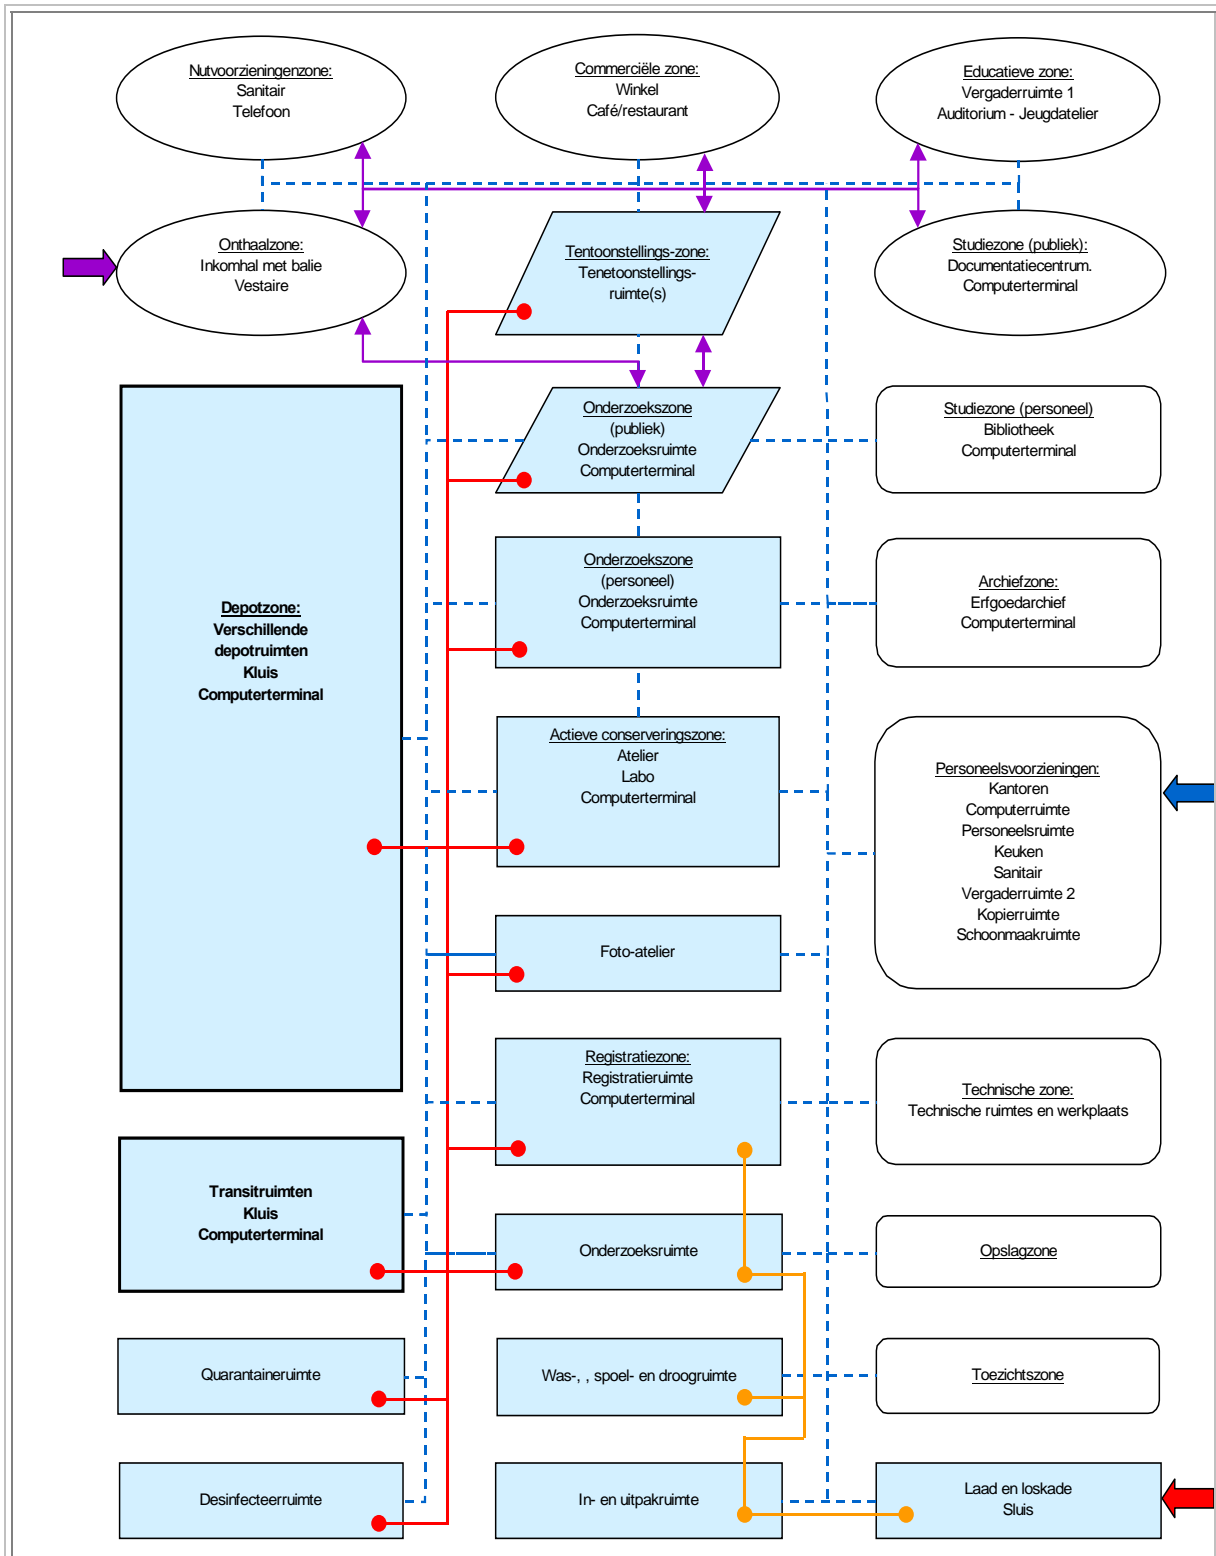 Nutvoorzieningenzone:
Sanitair
Telefoon
Commerciële zone:
Winkel
Café/restaurant
Educatieve zone:
Vergaderruimte 1
Auditorium - Jeugdatelier
Onthaalzone:
Inkomhal met balie
Vestaire
Tentoonstellings-zone:
Tenetoonstellings-
ruimte(s)
Studiezone (publiek):
Documentatiecentrum.
Computerterminal
Onderzoekszone
(publiek)
Onderzoeksruimte
Computerterminal
Studiezone (personeel)
Bibliotheek
Computerterminal
Depotzone:
Verschillende
depotruimten
Kluis
Computerterminal
Onderzoekszone
(personeel)
Onderzoeksruimte
Computerterminal
Archiefzone:
Erfgoedarchief
Computerterminal
Actieve conserveringszone:
Atelier
Labo
Computerterminal
Personeelsvoorzieningen:
Kantoren
Computerruimte
Personeelsruimte
Keuken
Sanitair
Vergaderruimte 2
Kopierruimte
Schoonmaakruimte
Foto-atelier
Registratiezone:
Registratieruimte
Computerterminal
Technische zone:
Technische ruimtes en werkplaats
Transitruimten
Kluis
Computerterminal
Onderzoeksruimte
Opslagzone
Quarantaineruimte
Was-, , spoel- en droogruimte
Toezichtszone
Desinfecteerruimte
In- en uitpakruimte
Laad en loskade
Sluis